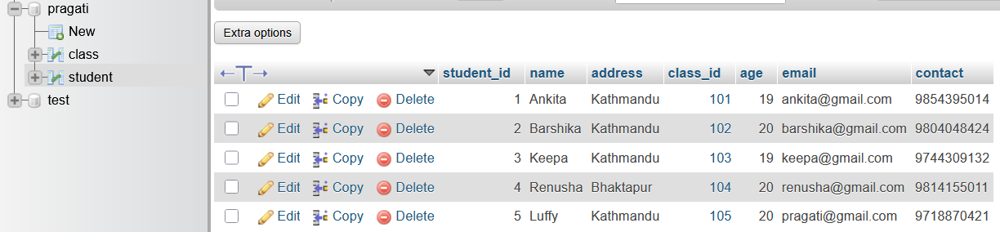 pragati
New
class
student
test
Extra options
student_id name address class_id age email contact
Edit Copy Delete 1 Ankita Kathmandu 101 19 ankita@gmail.com 9854395014
Edit Copy Delete 2 Barshika Kathmandu 102 20 barshika@gmail.com 9804048424
Edit Copy Delete 3 Keepa Kathmandu 103 19 keepa@gmail.com 9744309132
Edit Copy Delete 4 Renusha Bhaktapur 104 20 renusha@gmail.com 9814155011
Edit Copy Delete 5 Luffy Kathmandu 105 20 pragati@gmail.com 9718870421